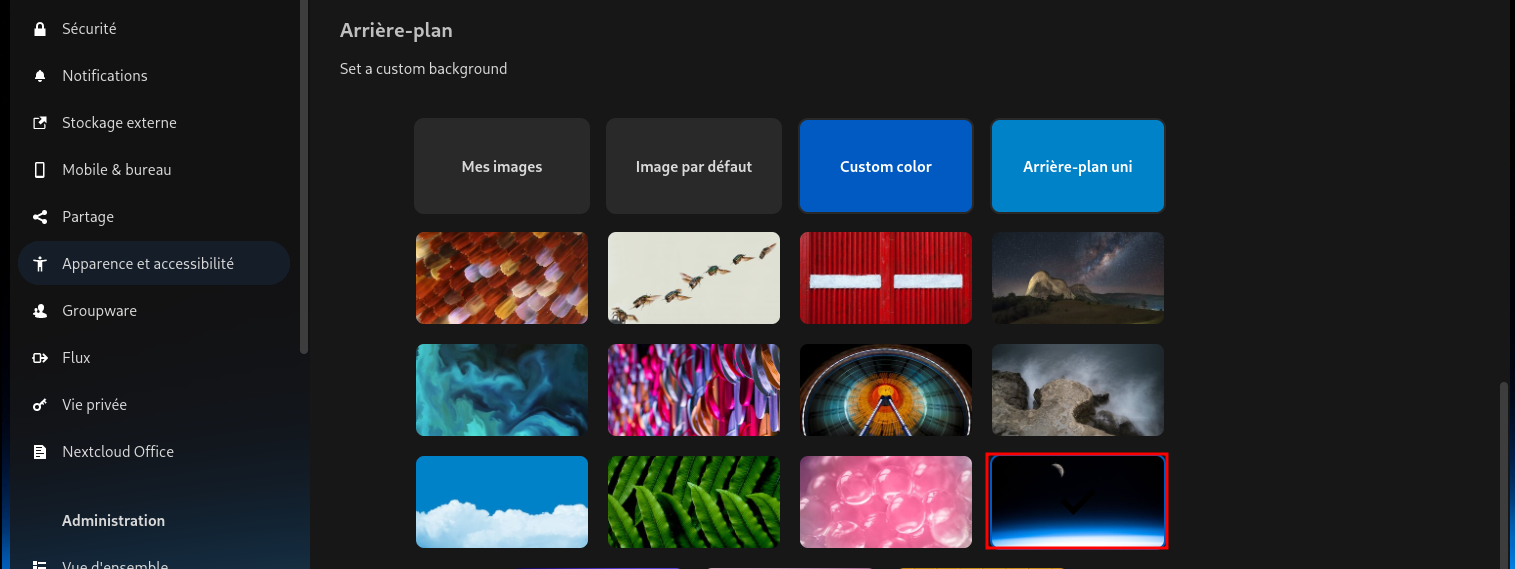 Sécurité
Notifications
Stockage externe
Mobile & bureau
Partage
Apparence et accessibilité
Groupware
Flux
Vie privée
Nextcloud Office
Administration
Vue d'ensemble
Arrière-plan
Set a custom background
Mes images
Image par défaut
Custom color
Arrière-plan uni